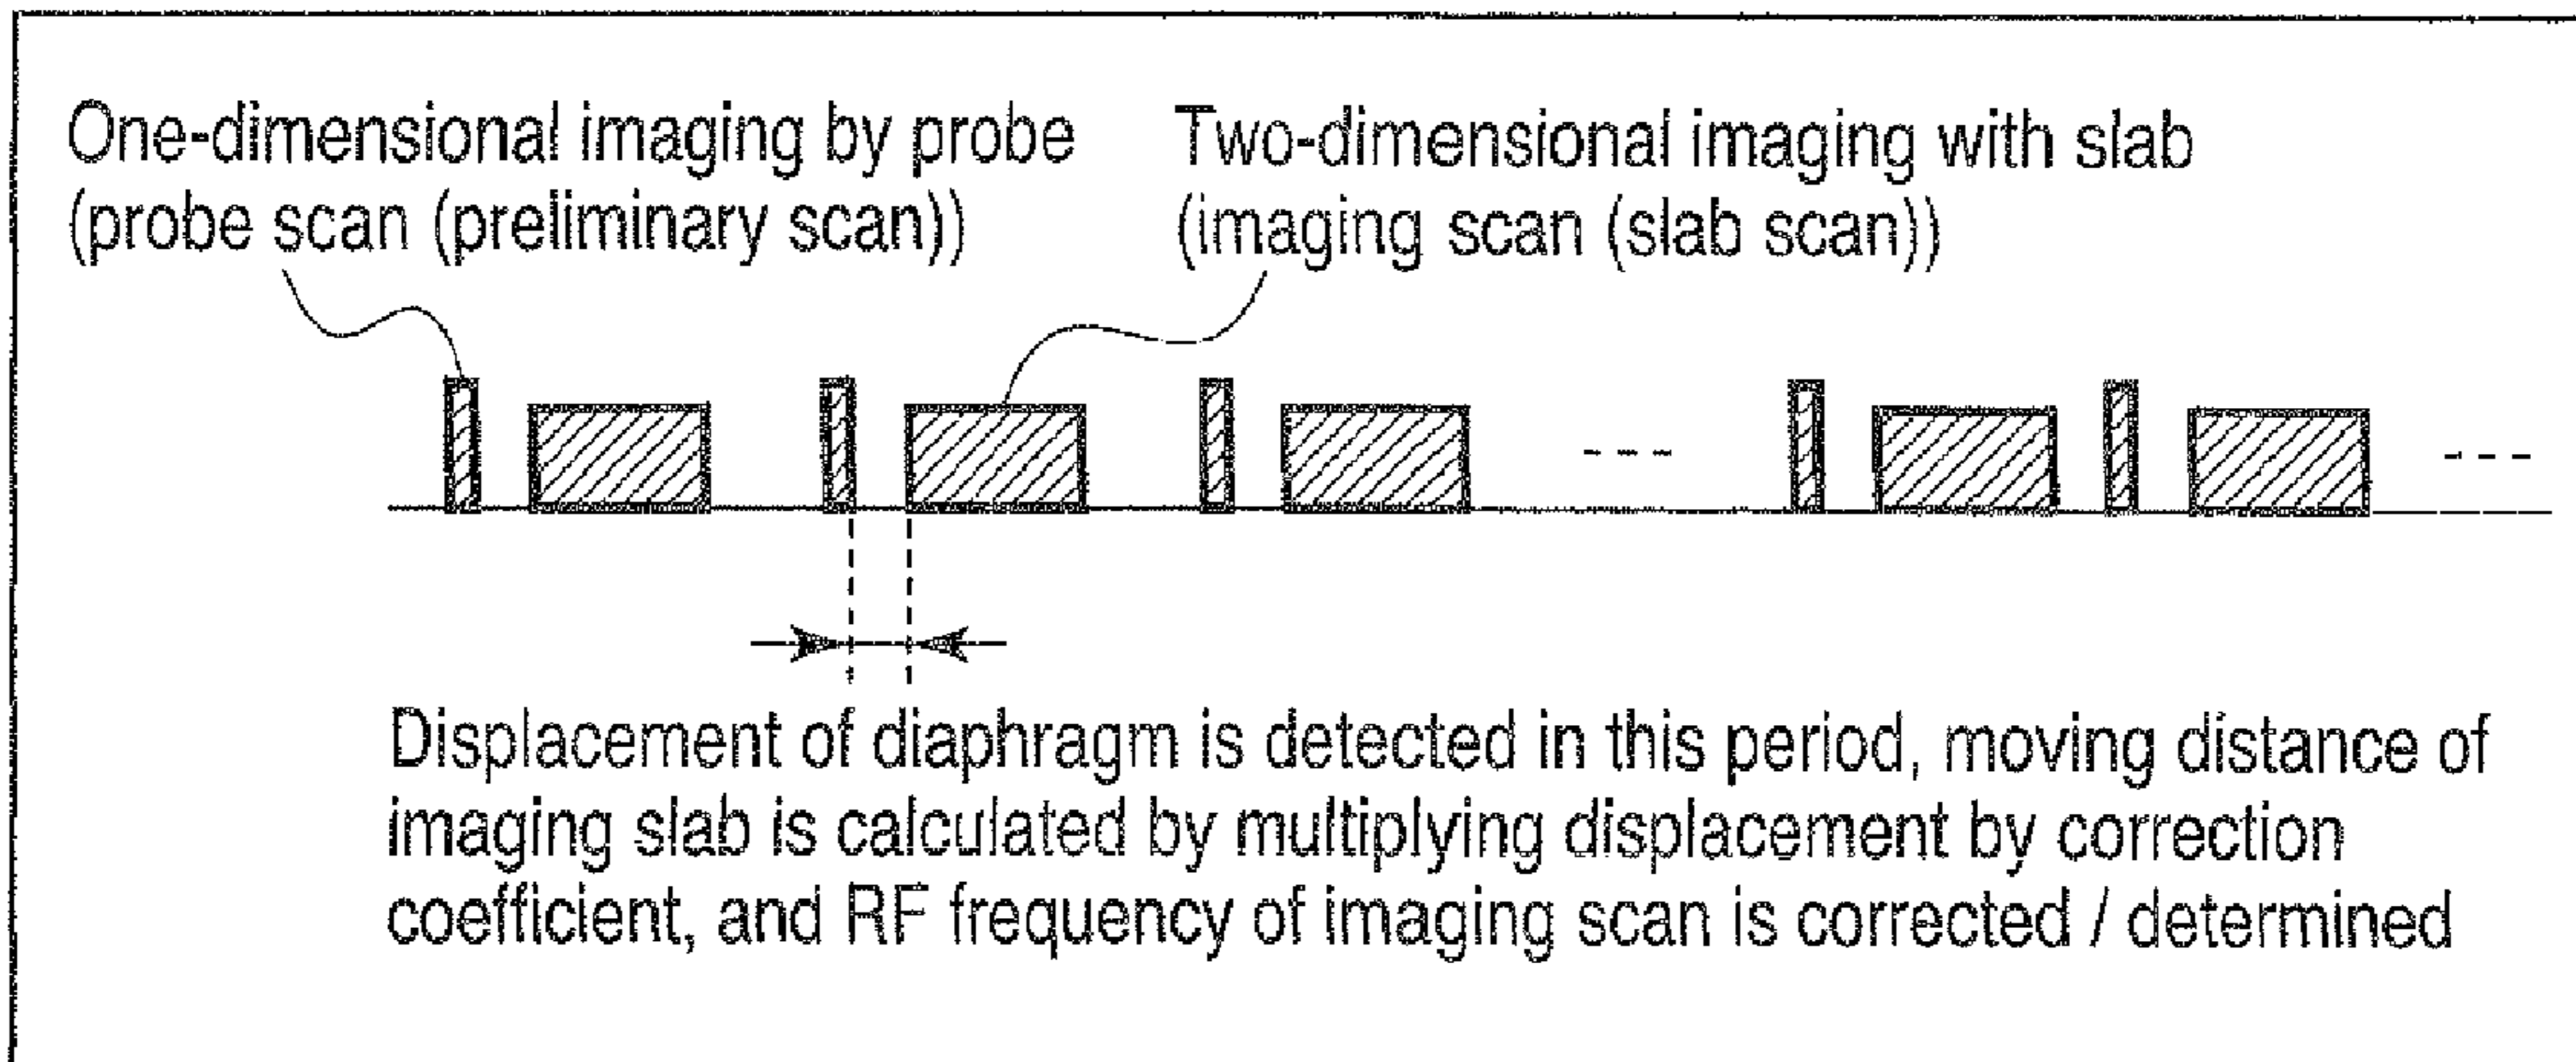 One-dimensional imaging by probe
(probe scan (preliminary scan))
Two-dimensional imaging with slab
(imaging scan (slab scan))
Displacement of diaphragm is detected in this period, moving distance of
imaging slab is calculated by multiplying displacement by correction
coefficient, and RF frequency of imaging scan is corrected / determined